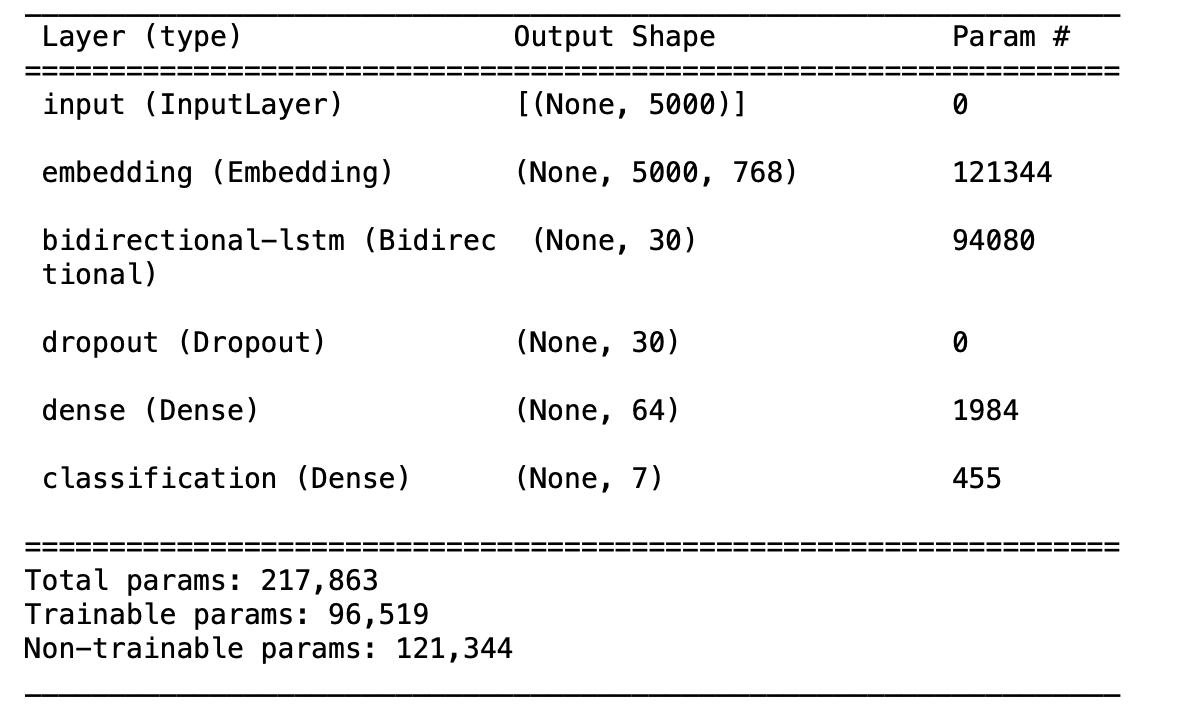 Layer (type) Output Shape Param #
input (InputLayer) [(None, 5000)] 0
embedding (Embedding) (None, 5000, 768) 121344
bidirectional-lstm (Bidirec (None, 30) 94080
tional)
dropout (Dropout) (None, 30) 0
dense (Dense) (None, 64) 1984
classification (Dense) (None, 7) 455
Total params: 217,863
Trainable params: 96,519
Non-trainable params: 121,344